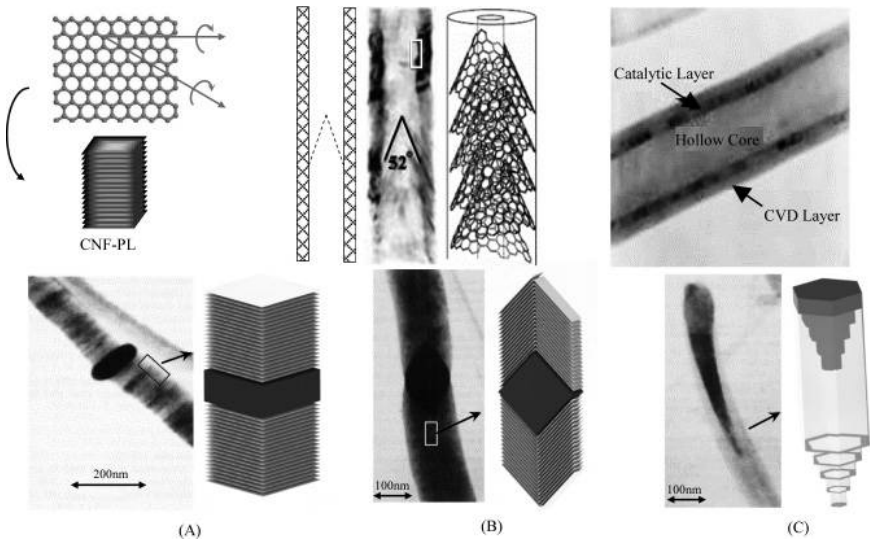 CNF-PL
52°
Catalytic Layer
Hollow Core
CVD Layer
200nm
100nm
100nm
(A)
(B)
(C)